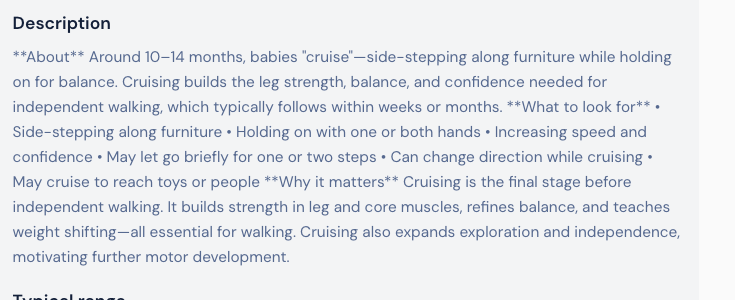 Description
**About** Around 10–14 months, babies "cruise"—side-stepping along furniture while holding
on for balance. Cruising builds the leg strength, balance, and confidence needed for
independent walking, which typically follows within weeks or months. **What to look for** •
Side-stepping along furniture • Holding on with one or both hands • Increasing speed and
confidence • May let go briefly for one or two steps • Can change direction while cruising •
May cruise to reach toys or people **Why it matters** Cruising is the final stage before
independent walking. It builds strength in leg and core muscles, refines balance, and teaches
weight shifting—all essential for walking. Cruising also expands exploration and independence,
motivating further motor development.
Typical range